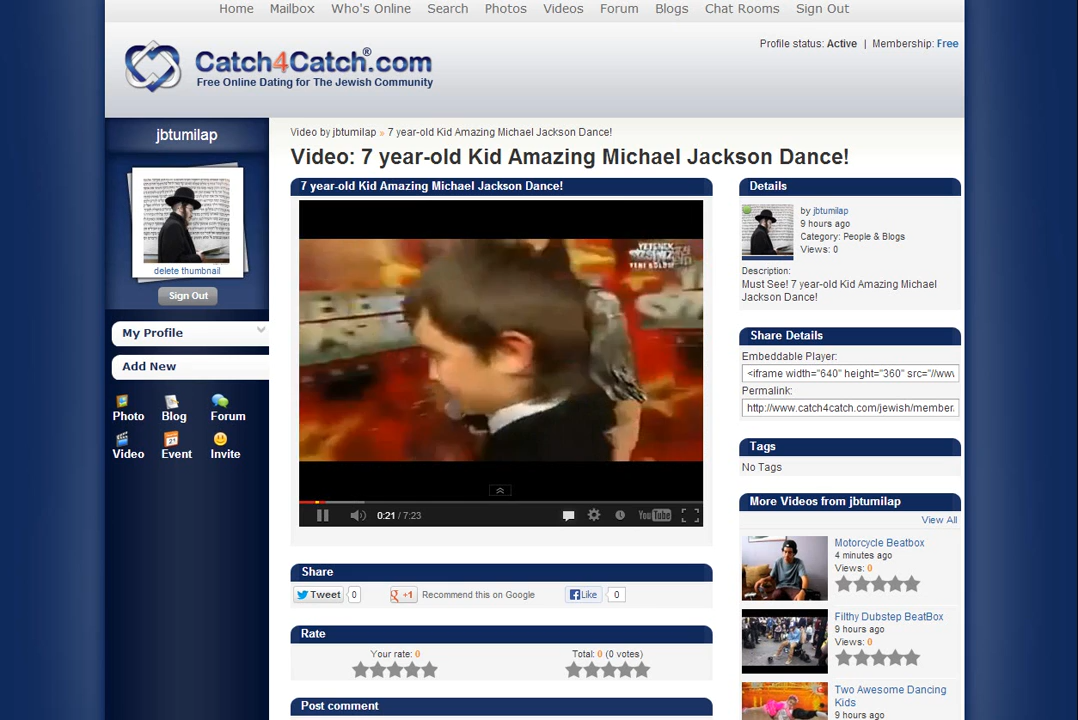 Home Mailbox Who's Online Search Photos Videos Forum Blogs Chat Rooms Sign Out
Profile status: Active | Membership: Free
Catch4Catch®.com
Free Online Dating for The Jewish Community
jbtumilap
delete thumbnail
Sign Out
My Profile
Add New
Photo Blog Forum
Video Event Invite
Video by jbtumilap » 7 year-old Kid Amazing Michael Jackson Dance!
Video: 7 year-old Kid Amazing Michael Jackson Dance!
7 year-old Kid Amazing Michael Jackson Dance!
YETENEK
SİZSİNİZ
YENİ BÖLÜM
0:21 / 7:23
YouTube
Share
Tweet 0 g +1 Recommend this on Google Like 0
Rate
Your rate: 0 Total: 0 (0 votes)
Post comment
Details
by jbtumilap
9 hours ago
Category: People & Blogs
Views: 0
Description:
Must See! 7 year-old Kid Amazing Michael
Jackson Dance!
Share Details
Embeddable Player:
<iframe width="640" height="360" src="//www
Permalink:
http://www.catch4catch.com/jewish/member.
Tags
No Tags
More Videos from jbtumilap
View All
Motorcycle Beatbox
4 minutes ago
Views: 0
Filthy Dubstep BeatBox
9 hours ago
Views: 0
Two Awesome Dancing
Kids
9 hours ago